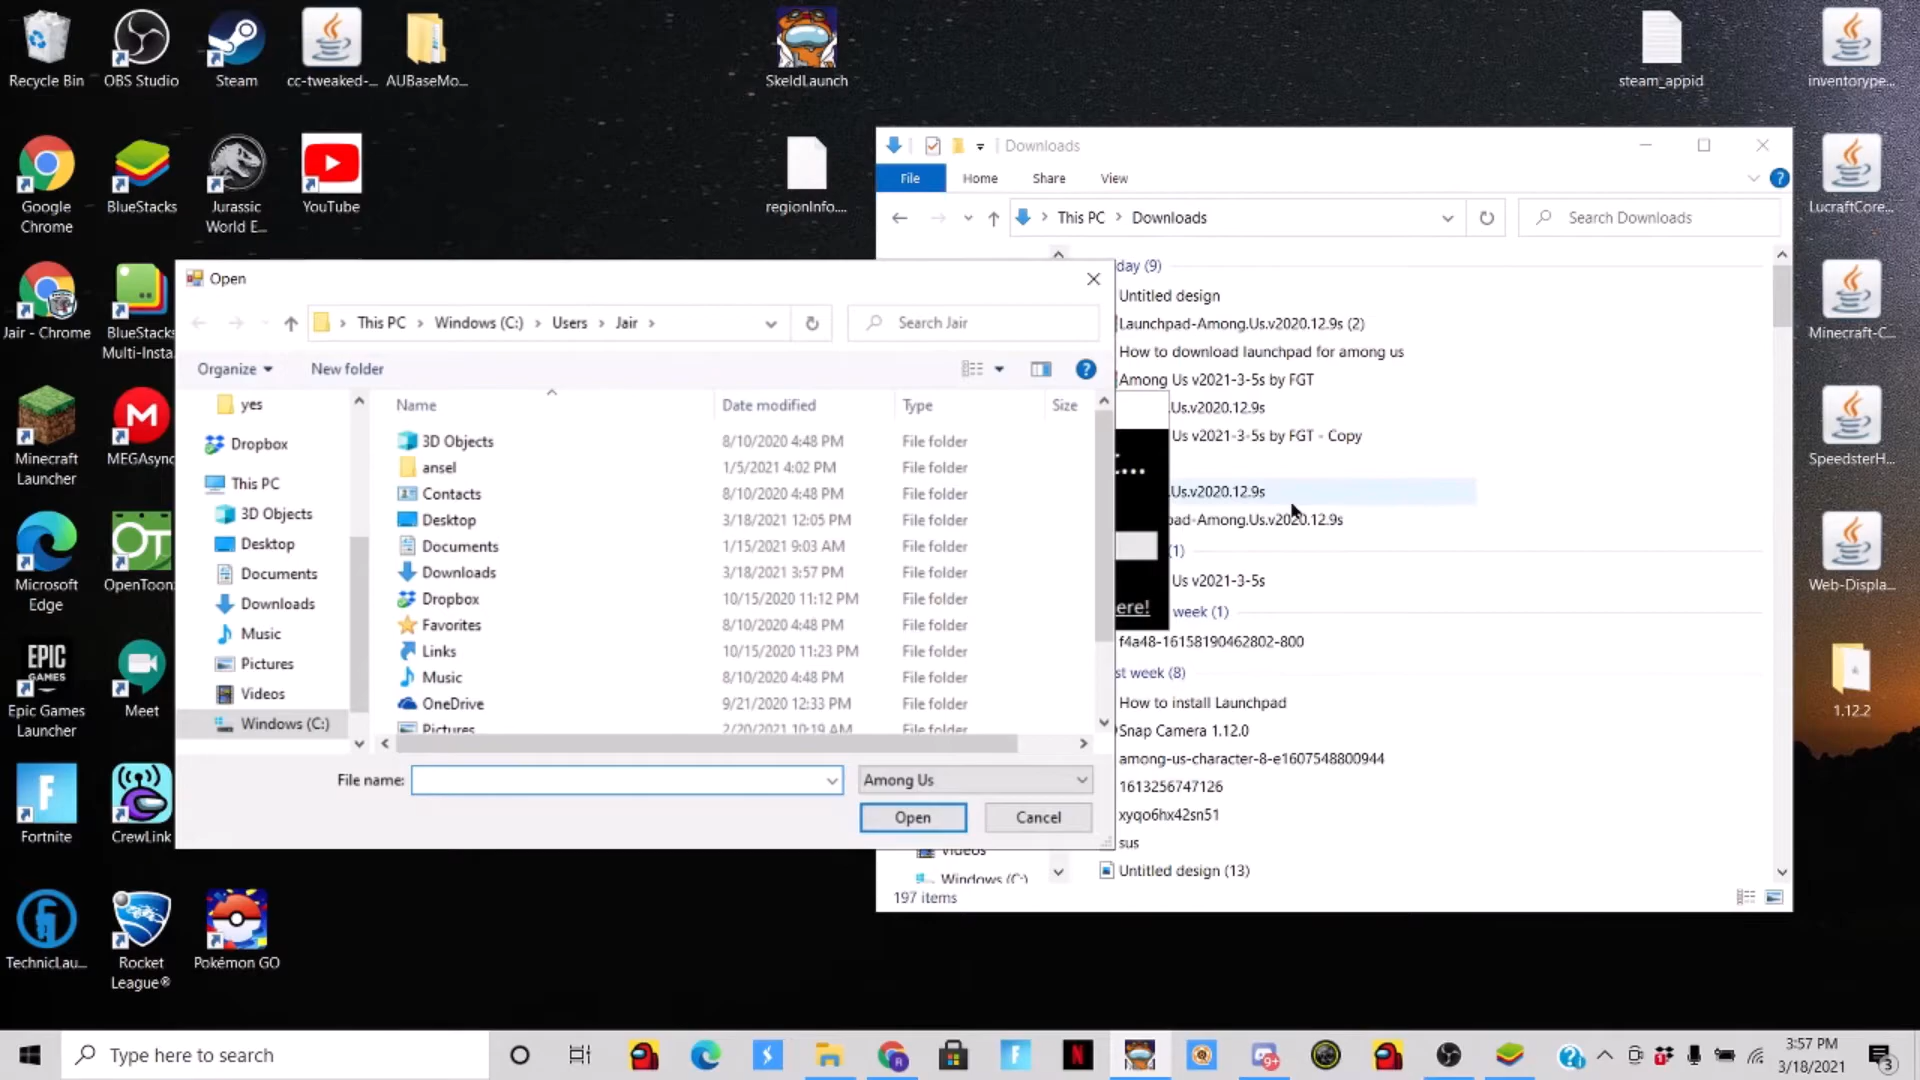 Recycle Bin
OBS Studio
Steam
cc-tweaked-...
AUBaseMo...
SkeldLaunch
steam_appid
inventorype...
Google
Chrome
BlueStacks
Jurassic
World E...
YouTube
regionInfo....
LucraftCore...
Jair - Chrome
BlueStacks
Multi-Insta...
Minecraft-C...
Minecraft
Launcher
MEGAsync
SpeedsterH...
Microsoft
Edge
OpenToon
Web-Displa...
Epic Games
Launcher
Meet
1.12.2
Fortnite
CrewLink
TechnicLau...
Rocket
League®
Pokémon GO
EPIC
GAMES
Downloads
File
Home
Share
View
This PC
Downloads
Search Downloads
day (9)
Untitled design
Launchpad-Among.Us.v2020.12.9s (2)
How to download launchpad for among us
Among Us v2021-3-5s by FGT
.Us.v2020.12.9s
Us v2021-3-5s by FGT - Copy
.Us.v2020.12.9s
pad-Among.Us.v2020.12.9s
(1)
Us v2021-3-5s
week (1)
f4a48-16158190462802-800
st week (8)
How to install Launchpad
Snap Camera 1.12.0
among-us-character-8-e1607548800944
1613256747126
xyqo6hx42sn51
sus
Untitled design (13)
Videos
Windows (C:)
197 items
ere!
Open
This PC
Windows (C:)
Users
Jair
Search Jair
Organize
New folder
Name
Date modified
Type
Size
yes
Dropbox
This PC
3D Objects
Desktop
Documents
Downloads
Music
Pictures
Videos
Windows (C:)
3D Objects 8/10/2020 4:48 PM File folder
ansel 1/5/2021 4:02 PM File folder
Contacts 8/10/2020 4:48 PM File folder
Desktop 3/18/2021 12:05 PM File folder
Documents 1/15/2021 9:03 AM File folder
Downloads 3/18/2021 3:57 PM File folder
Dropbox 10/15/2020 11:12 PM File folder
Favorites 8/10/2020 4:48 PM File folder
Links 10/15/2020 11:23 PM File folder
Music 8/10/2020 4:48 PM File folder
OneDrive 9/21/2020 12:33 PM File folder
Pictures 2/20/2021 10:19 AM File folder
File name:
Among Us
Open
Cancel
Type here to search
9+
3:57 PM
3/18/2021
3